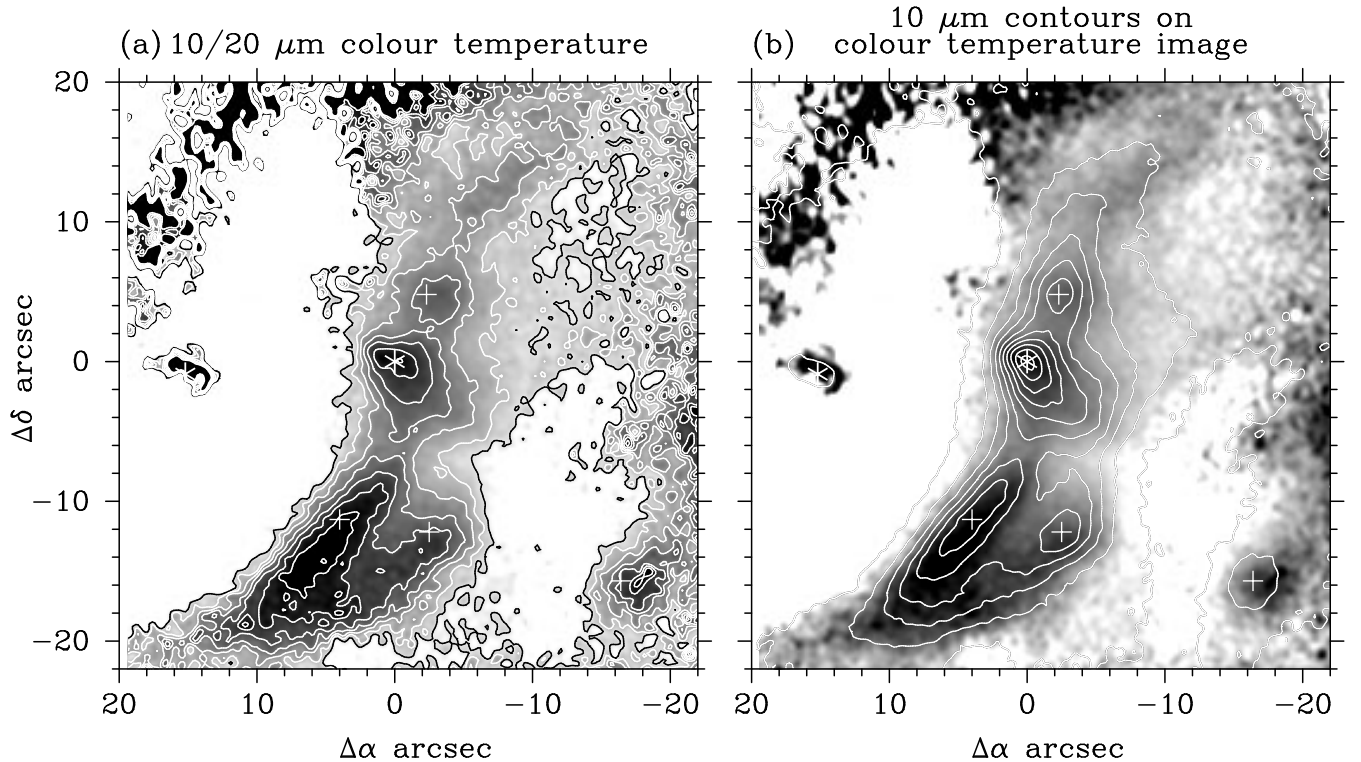 (a) 10/20 μm colour temperature
10 μm contours on
(b) colour temperature image
20
10
0
−10
−20
Δδ arcsec
20 10 0 −10 −20
20 10 0 −10 −20
Δα arcsec
Δα arcsec